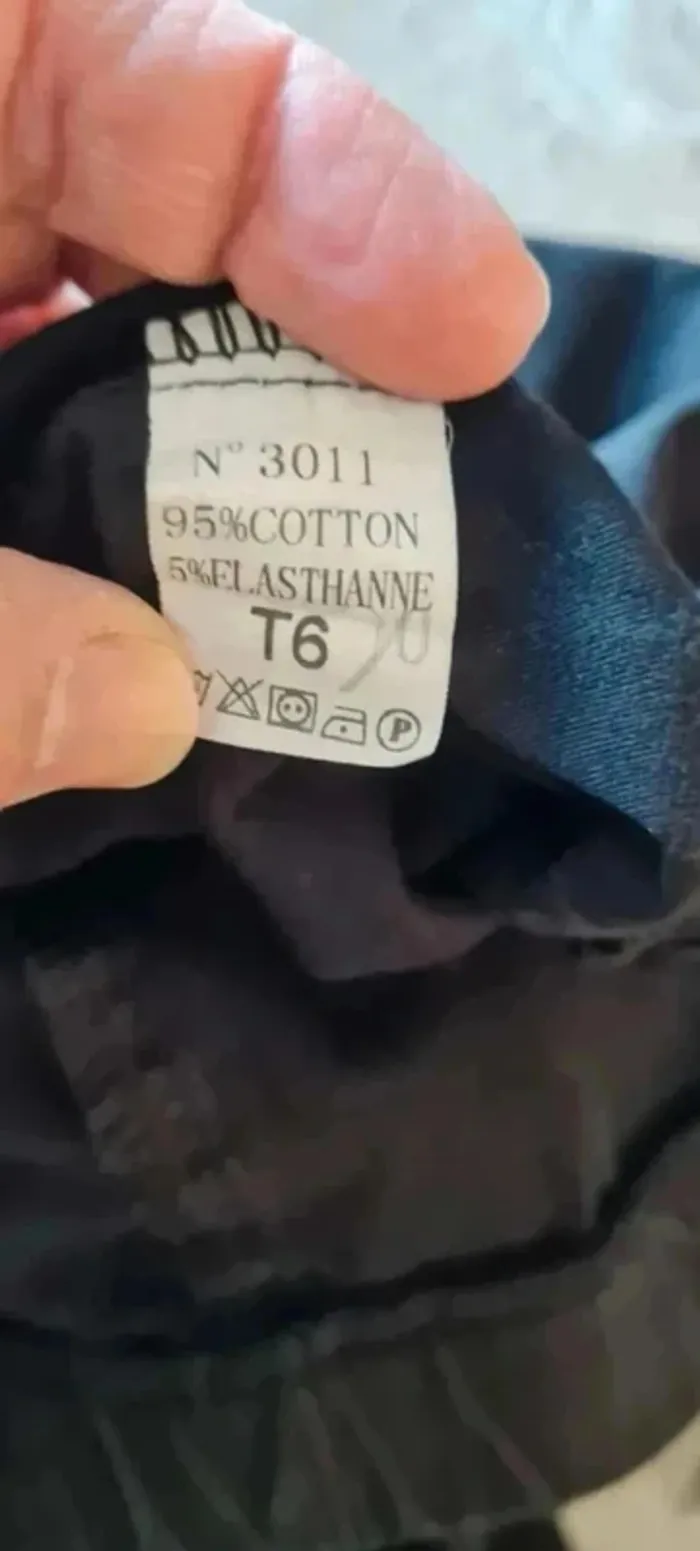 N° 3011
95%COTTON
5%ELASTHANNE
T6
P